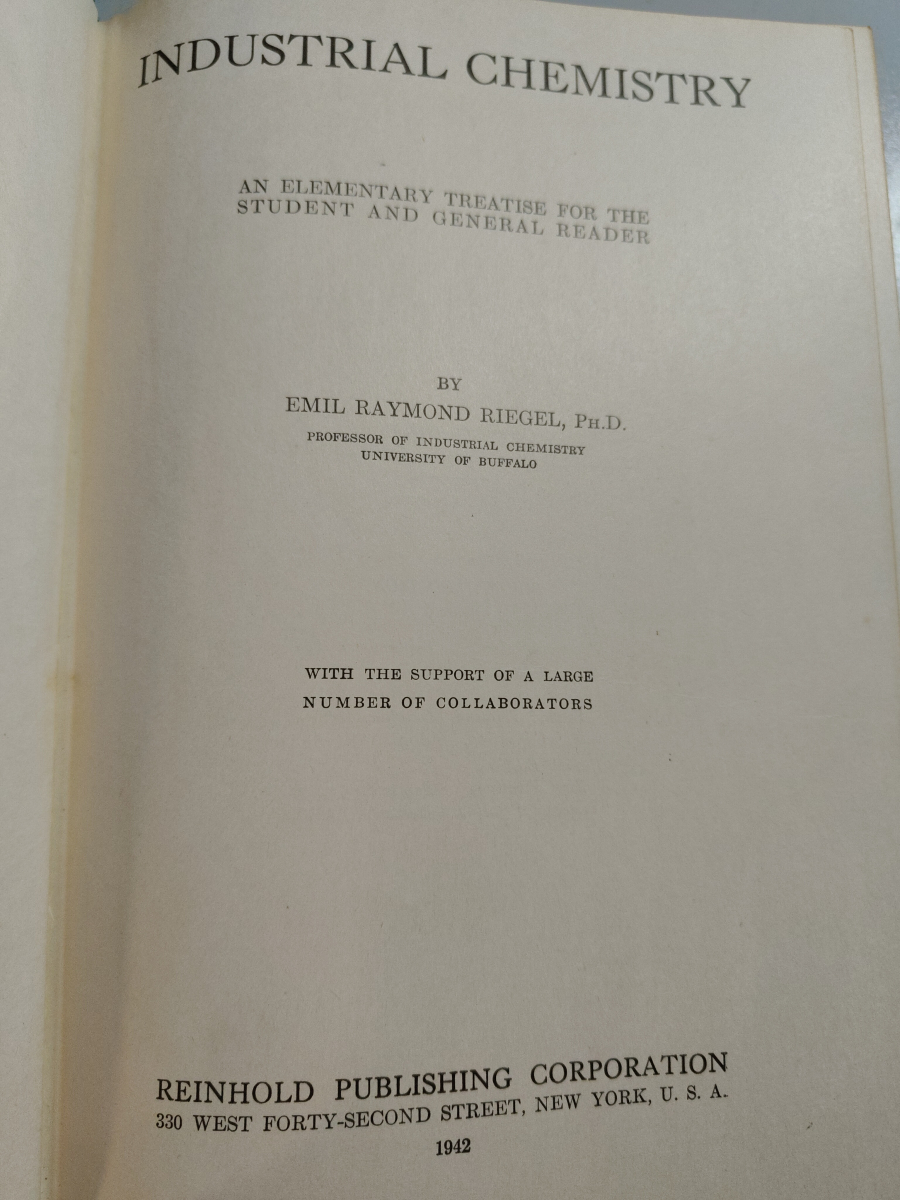 INDUSTRIAL CHEMISTRY
AN ELEMENTARY TREATISE FOR THE
STUDENT AND GENERAL READER
BY
EMIL RAYMOND RIEGEL, PH.D.
PROFESSOR OF INDUSTRIAL CHEMISTRY
UNIVERSITY OF BUFFALO
WITH THE SUPPORT OF A LARGE
NUMBER OF COLLABORATORS
REINHOLD PUBLISHING CORPORATION
330 WEST FORTY-SECOND STREET, NEW YORK, U. S. A.
1942